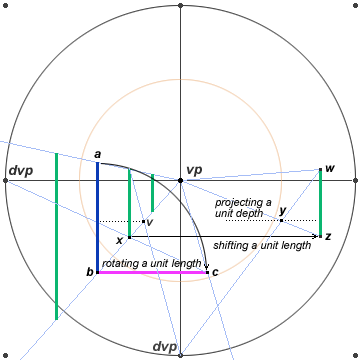 a
dvp
vp
w
projecting a
unit depth
y
v
x
z
shifting a unit length
rotating a unit length
b
c
dvp